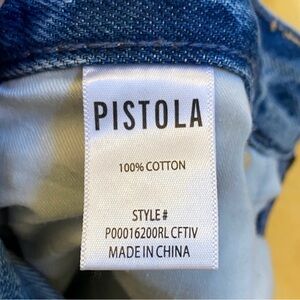 PISTOLA
100% COTTON
STYLE#
P00016200RL CFTIV
MADE IN CHINA